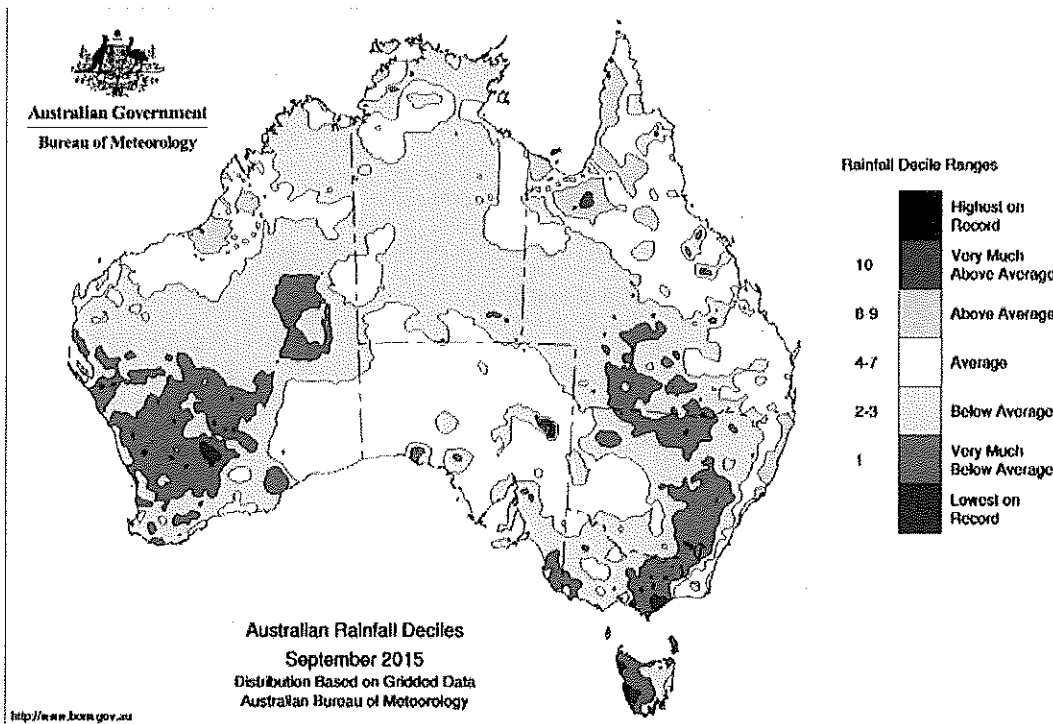 Australian Government
Bureau of Meteorology
Rainfall Decile Ranges
Highest on
Record
10
Very Much
Above Average
8-9
Above Average
4-7
Average
2-3
Below Average
1
Very Much
Below Average
Lowest on
Record
Australian Rainfall Deciles
September 2015
Distribution Based on Gridded Data
Australian Bureau of Meteorology
http://www.bom.gov.au